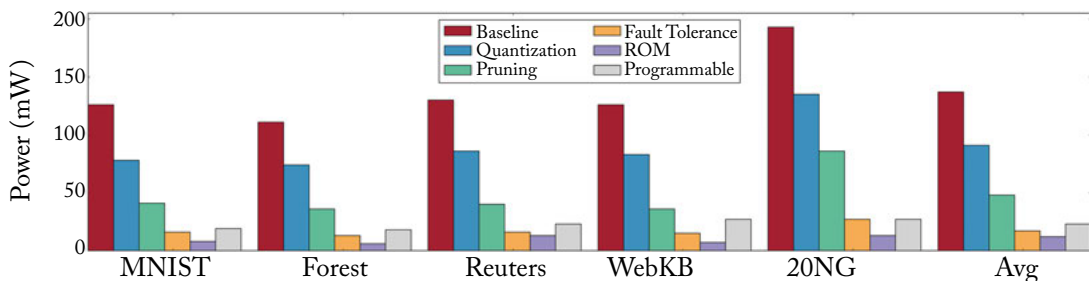 200
150
100
50
0
Power (mW)
Baseline
Quantization
Pruning
Fault Tolerance
ROM
Programmable
MNIST Forest Reuters WebKB 20NG Avg